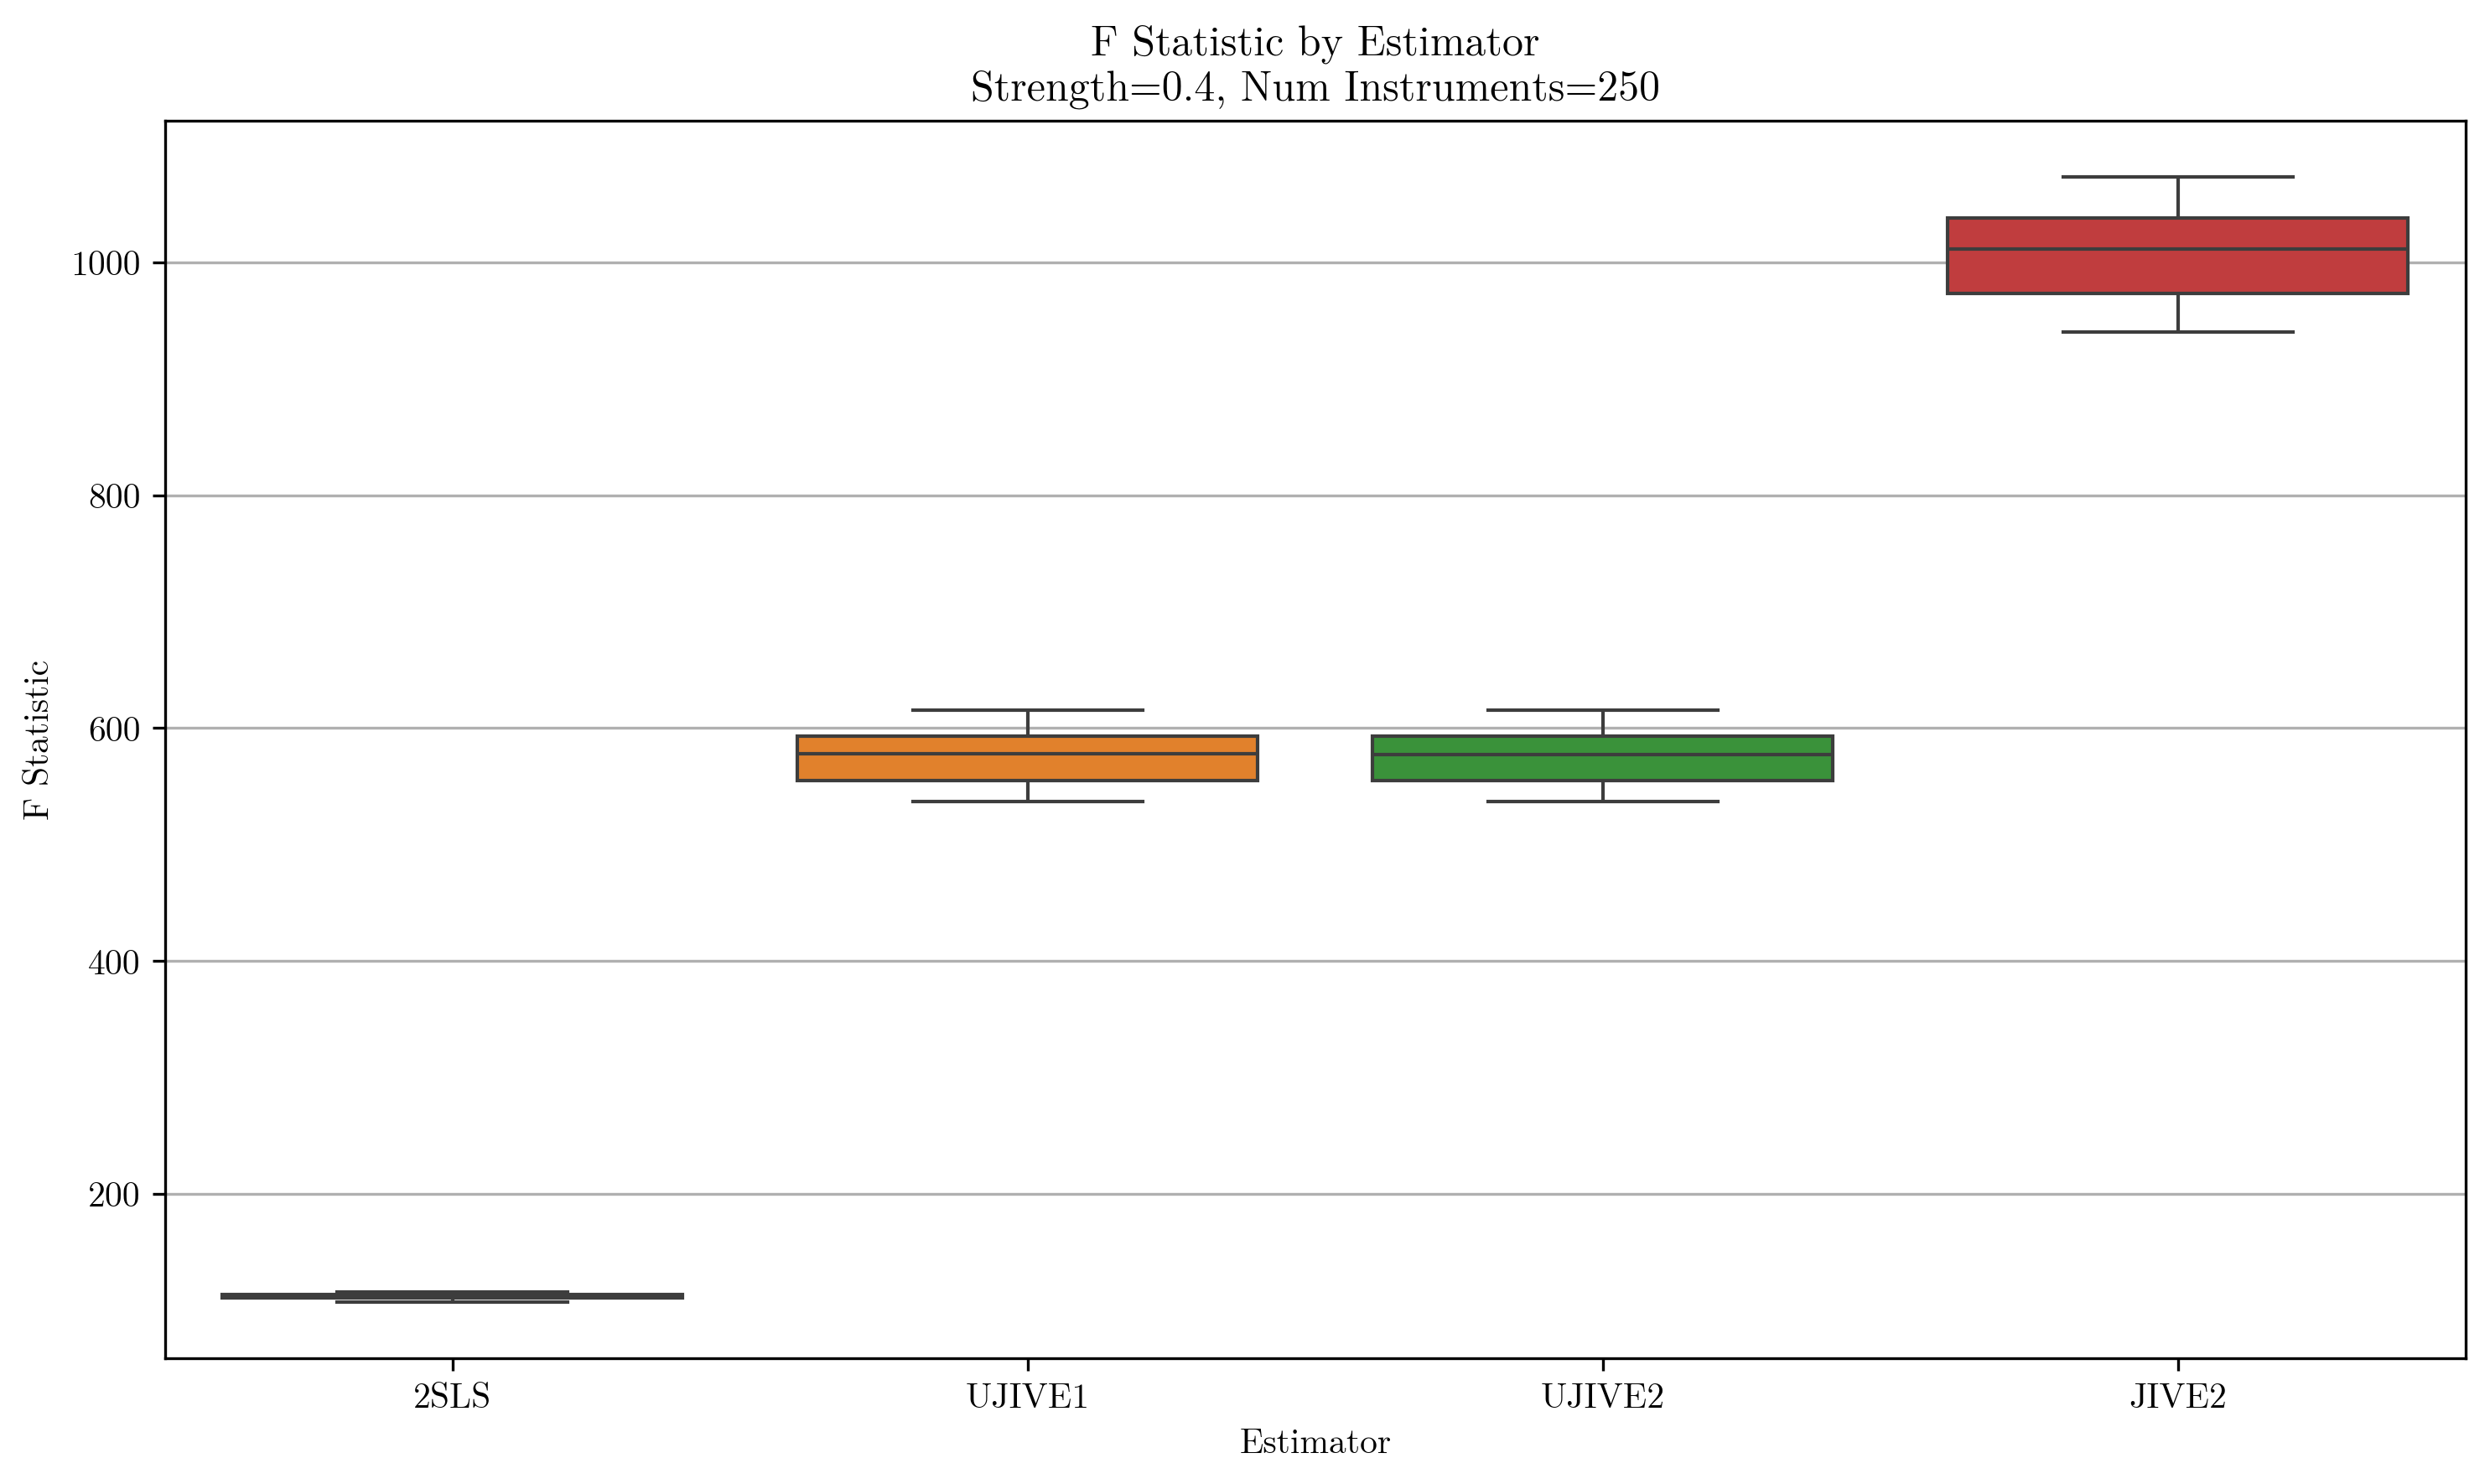 F Statistic by Estimator
Strength=0.4, Num Instruments=250
F Statistic
1000
800
600
400
200
2SLS
UJIVE1
UJIVE2
JIVE2
Estimator